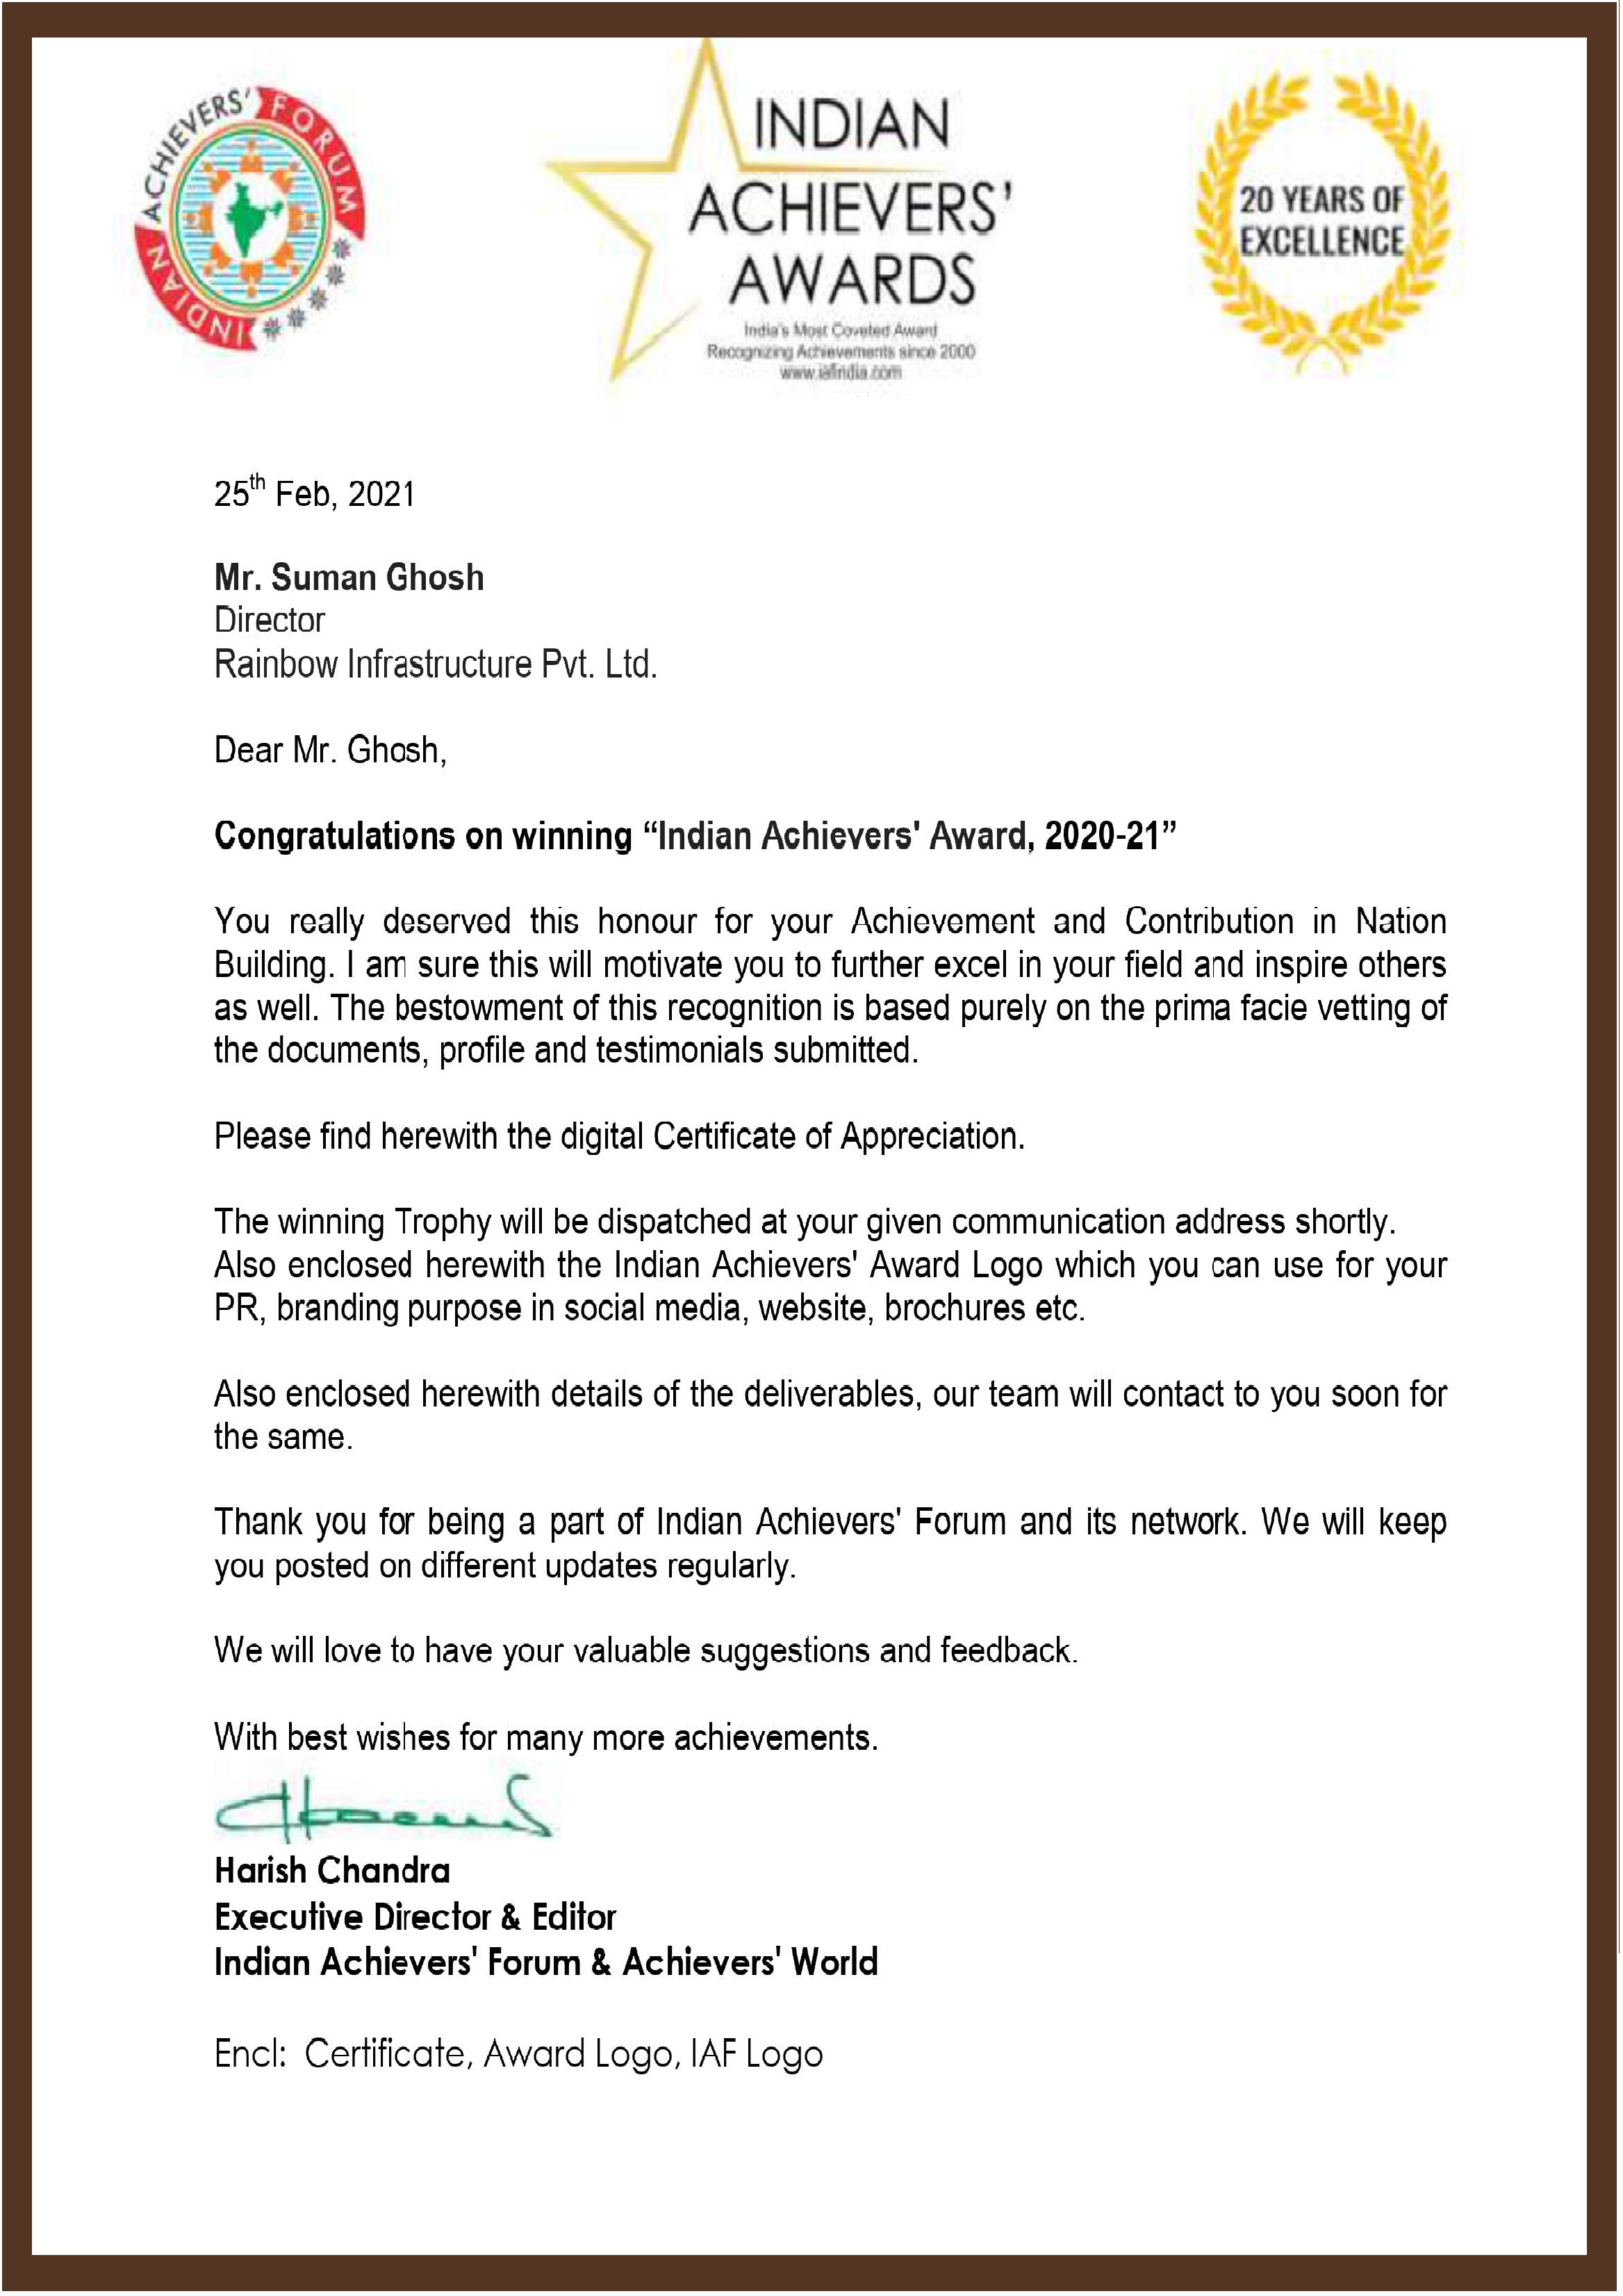 INDIAN ACHIEVERS' FORUM
INDIAN
ACHIEVERS'
AWARDS
India's Most Coveted Award
Recognizing Achievements since 2000
www.iafindia.com
20 YEARS OF
EXCELLENCE
25th Feb, 2021
Mr. Suman Ghosh
Director
Rainbow Infrastructure Pvt. Ltd.
Dear Mr. Ghosh,
Congratulations on winning “Indian Achievers' Award, 2020-21”
You really deserved this honour for your Achievement and Contribution in Nation
Building. I am sure this will motivate you to further excel in your field and inspire others
as well. The bestowment of this recognition is based purely on the prima facie vetting of
the documents, profile and testimonials submitted.
Please find herewith the digital Certificate of Appreciation.
The winning Trophy will be dispatched at your given communication address shortly.
Also enclosed herewith the Indian Achievers' Award Logo which you can use for your
PR, branding purpose in social media, website, brochures etc.
Also enclosed herewith details of the deliverables, our team will contact to you soon for
the same.
Thank you for being a part of Indian Achievers' Forum and its network. We will keep
you posted on different updates regularly.
We will love to have your valuable suggestions and feedback.
With best wishes for many more achievements.
Harish Chandra
Executive Director & Editor
Indian Achievers' Forum & Achievers' World
Encl: Certificate, Award Logo, IAF Logo